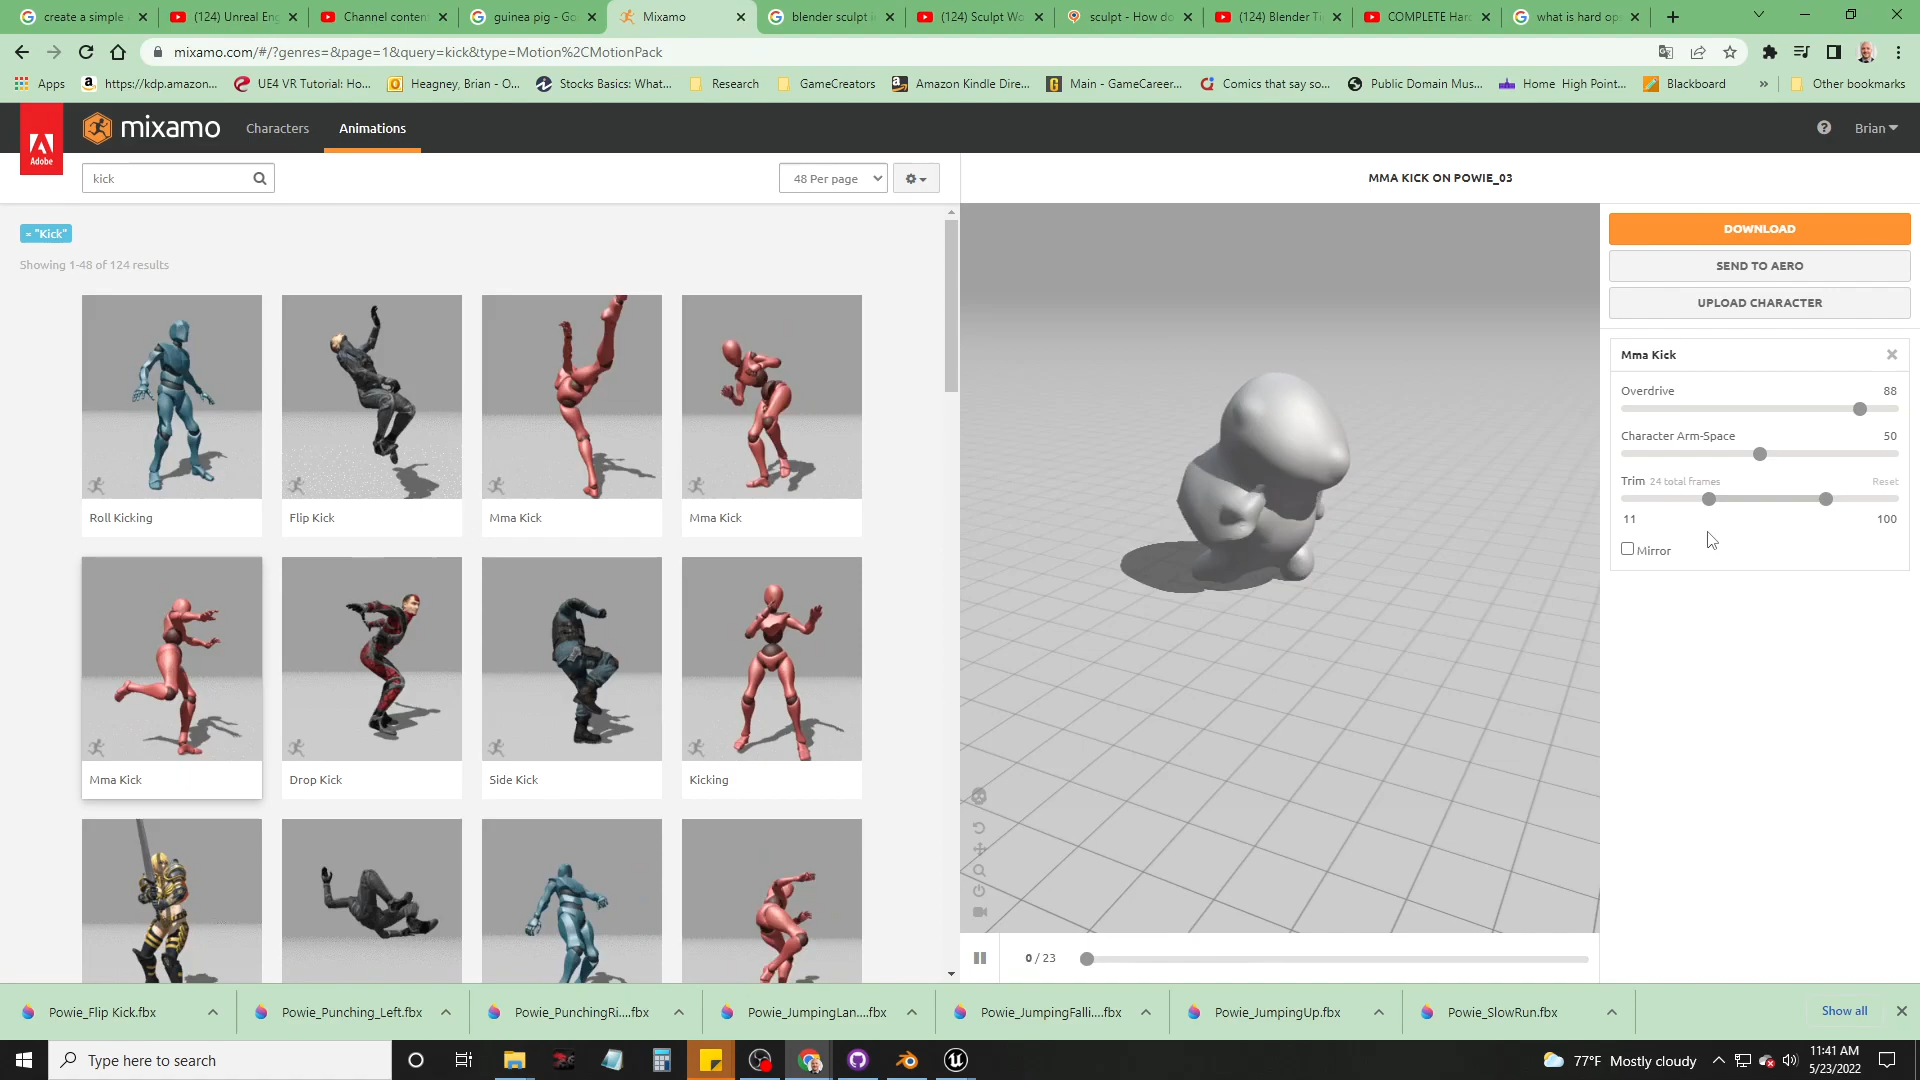 create a simple
(124) Unreal Eng
Channel conten
guinea pig - Go
Mixamo
blender sculpt i
(124) Sculpt Wo
sculpt - How do
(124) Blender Ti
COMPLETE Har
what is hard op
mixamo.com/#/?genres=&page=1&query=kick&type=Motion%2CMotionPack
Apps
https://kdp.amazon...
UE4 VR Tutorial: Ho...
Heagney, Brian - O...
Stocks Basics: What...
Research
GameCreators
Amazon Kindle Dire...
Main - GameCareer...
Comics that say so...
Public Domain Mus...
Home High Point...
Blackboard
»
Other bookmarks
Adobe
mixamo
Characters
Animations
Brian
kick
48 Per page
MMA KICK ON POWIE_03
× "Kick"
Showing 1-48 of 124 results
DOWNLOAD
SEND TO AERO
UPLOAD CHARACTER
Mma Kick
Overdrive 88
Character Arm-Space 50
Trim 24 total frames Reset
11 100
Mirror
Roll Kicking
Flip Kick
Mma Kick
Mma Kick
Mma Kick
Drop Kick
Side Kick
Kicking
0 / 23
Powie_Flip Kick.fbx
Powie_Punching_Left.fbx
Powie_PunchingRi....fbx
Powie_JumpingLan....fbx
Powie_JumpingFalli....fbx
Powie_JumpingUp.fbx
Powie_SlowRun.fbx
Show all
Type here to search
77°F Mostly cloudy
11:41 AM
5/23/2022